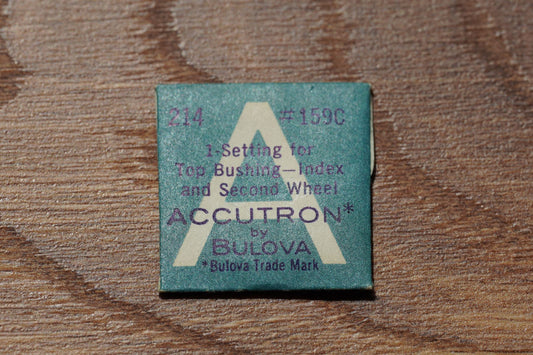 214 #159C
1-Setting for
Top Bushing—Index
and Second Wheel
ACCUTRON*
by
BULOVA
*Bulova Trade Mark
A